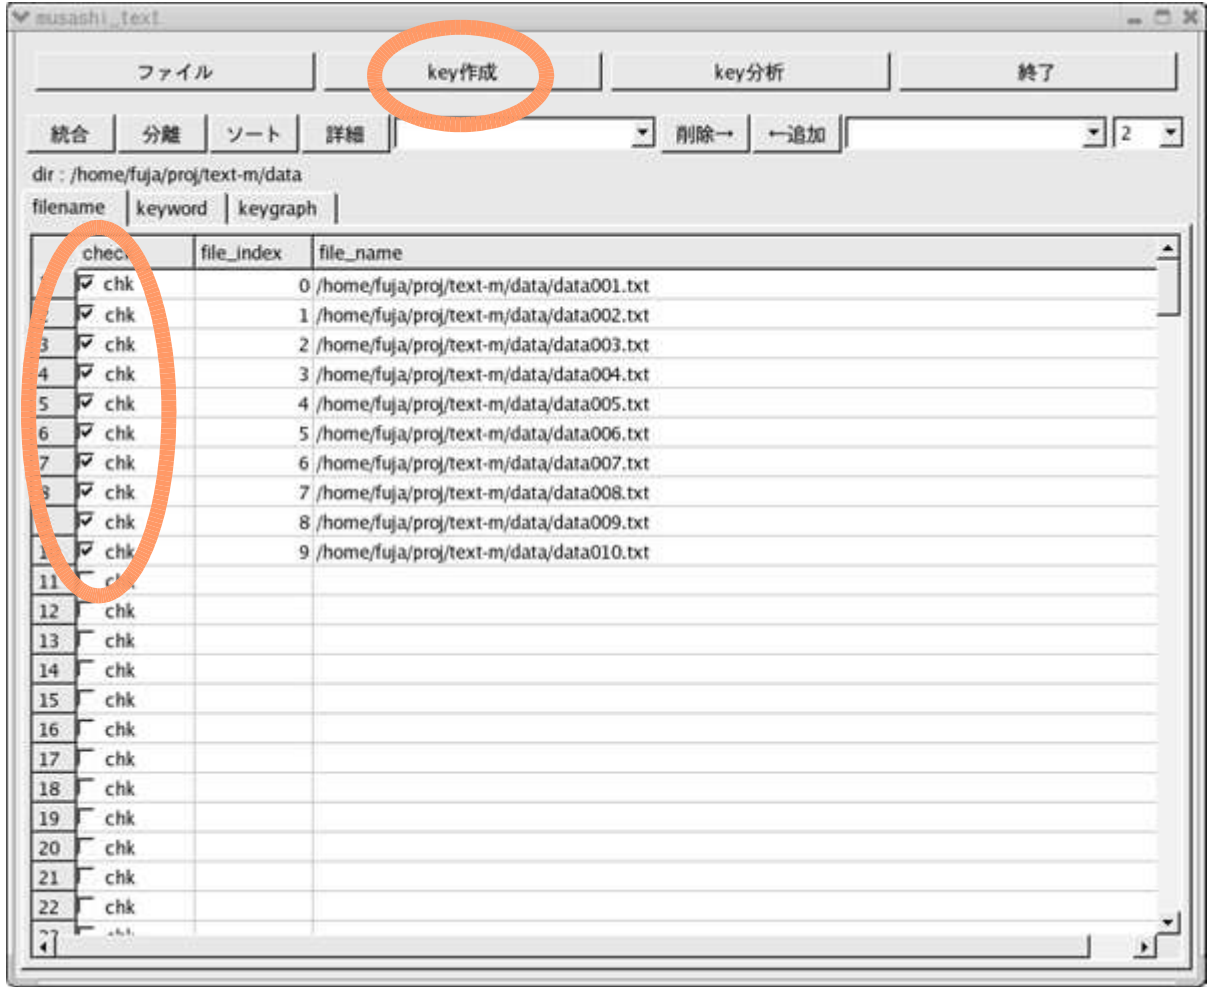 musashi_text
ファイル key作成 key分析 終了
統合 分離 ソート 詳細 削除→ ←追加 2
dir : /home/fuja/proj/text-m/data
filename keyword keygraph
check file_index file_name
chk 0 /home/fuja/proj/text-m/data/data001.txt
chk 1 /home/fuja/proj/text-m/data/data002.txt
3 chk 2 /home/fuja/proj/text-m/data/data003.txt
4 chk 3 /home/fuja/proj/text-m/data/data004.txt
5 chk 4 /home/fuja/proj/text-m/data/data005.txt
6 chk 5 /home/fuja/proj/text-m/data/data006.txt
7 chk 6 /home/fuja/proj/text-m/data/data007.txt
8 chk 7 /home/fuja/proj/text-m/data/data008.txt
chk 8 /home/fuja/proj/text-m/data/data009.txt
chk 9 /home/fuja/proj/text-m/data/data010.txt
11 chk
12 chk
13 chk
14 chk
15 chk
16 chk
17 chk
18 chk
19 chk
20 chk
21 chk
22 chk